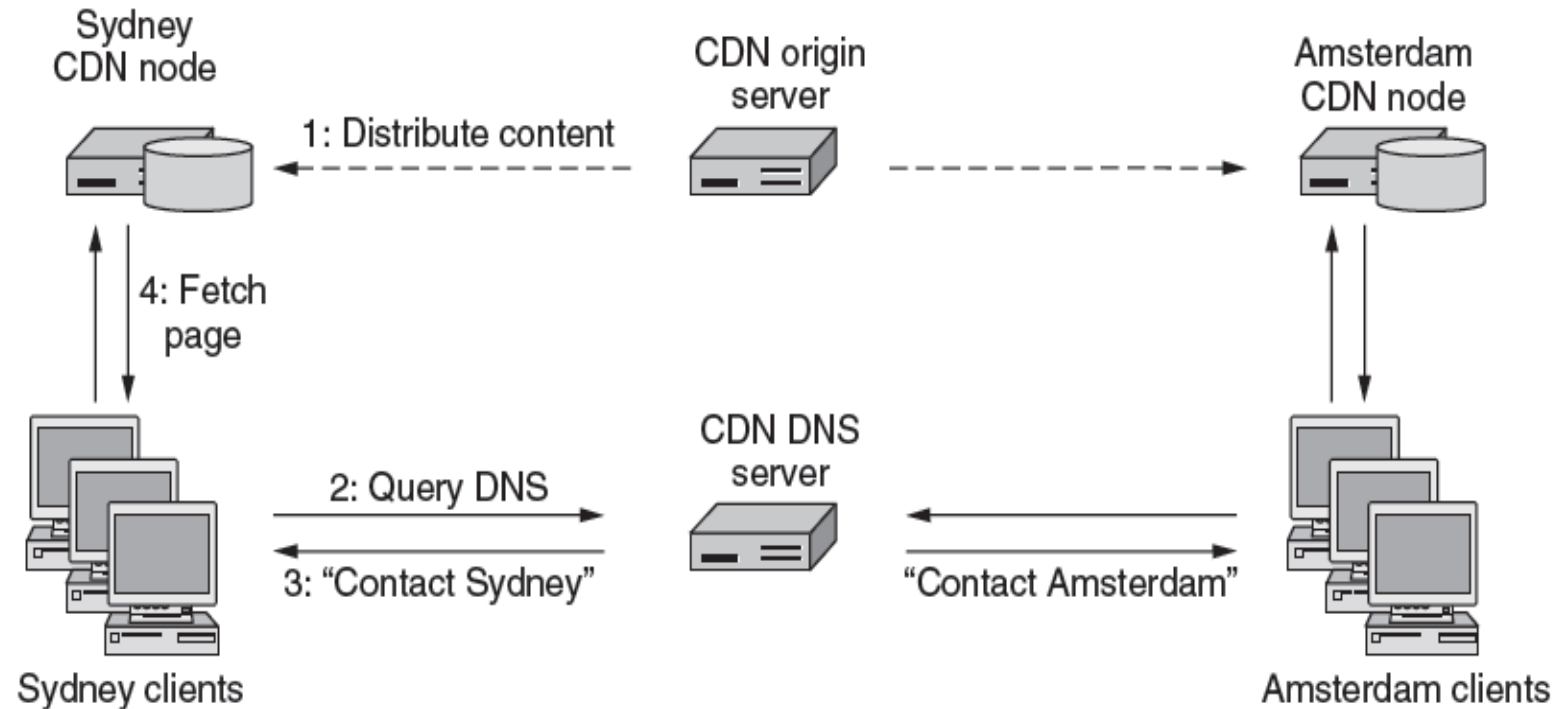 Sydney
CDN node
CDN origin
server
Amsterdam
CDN node
1: Distribute content
4: Fetch
page
CDN DNS
server
2: Query DNS
3: “Contact Sydney”
“Contact Amsterdam”
Sydney clients
Amsterdam clients